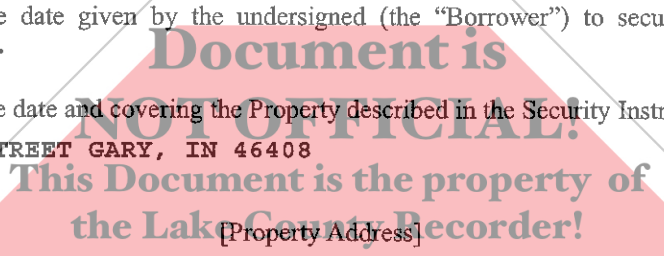 e date given by the undersigned (the “Borrower”) to secu
Document is
e date and covering the Property described in the Security Instr
NOT OFFICIAL!
TREET GARY, IN 46408
This Document is the property of
the Lake County Recorder!
[Property Address]